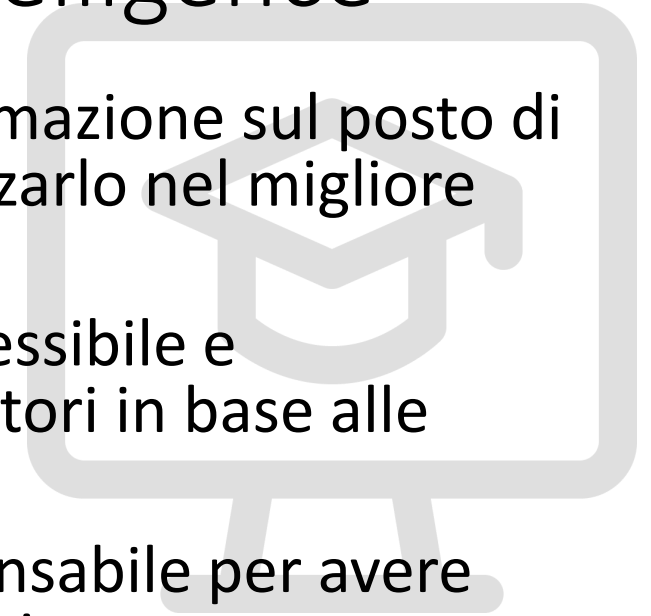 mazione sul posto di
zarlo nel migliore
essibile e
tori in base alle
nsabile per avere